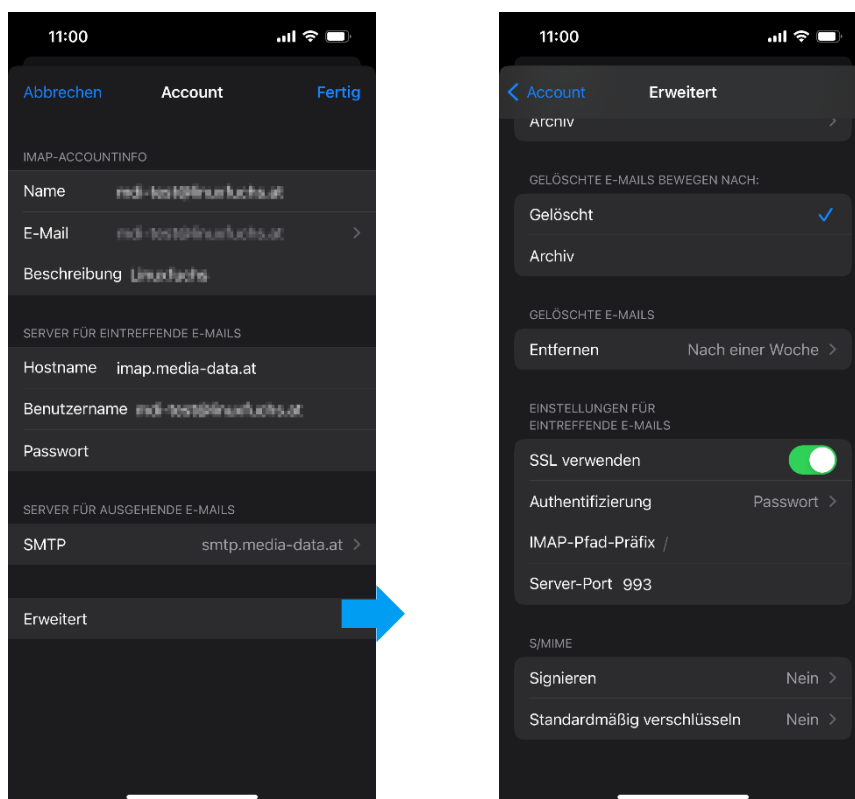 11:00
Abbrechen Account Fertig
IMAP-ACCOUNTINFO
Name
E-Mail
Beschreibung
SERVER FÜR EINTREFFENDE E-MAILS
Hostname imap.media-data.at
Benutzername
Passwort
SERVER FÜR AUSGEHENDE E-MAILS
SMTP smtp.media-data.at
Erweitert
11:00
Account Erweitert
Archiv
GELÖSCHTE E-MAILS BEWEGEN NACH:
Gelöscht
Archiv
GELÖSCHTE E-MAILS
Entfernen Nach einer Woche
EINSTELLUNGEN FÜR
EINTREFFENDE E-MAILS
SSL verwenden
Authentifizierung Passwort
IMAP-Pfad-Präfix /
Server-Port 993
S/MIME
Signieren Nein
Standardmäßig verschlüsseln Nein